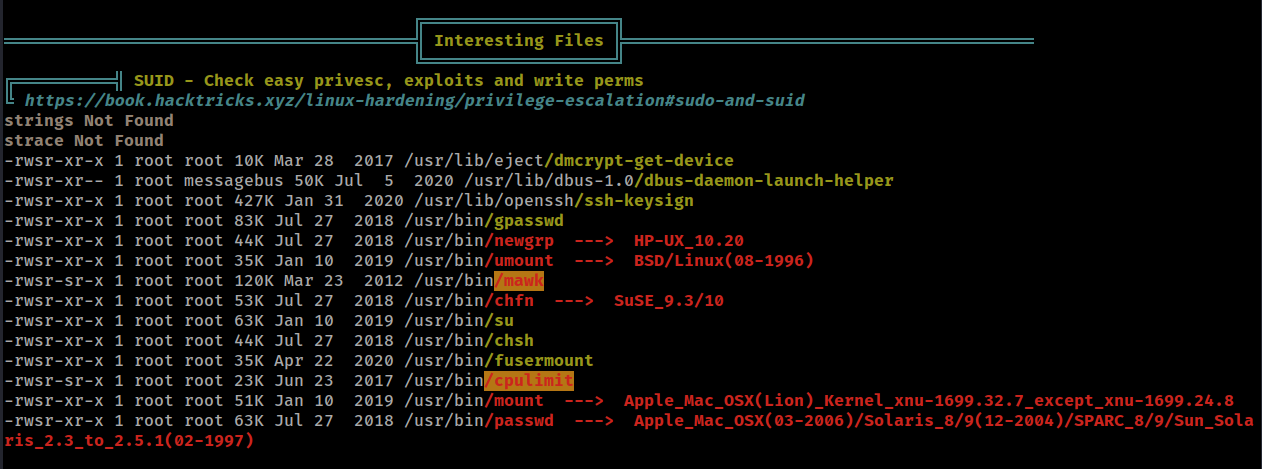 Interesting Files
SUID - Check easy privesc, exploits and write perms
https://book.hacktricks.xyz/linux-hardening/privilege-escalation#sudo-and-suid
strings Not Found
strace Not Found
-rwsr-xr-x 1 root root 10K Mar 28  2017 /usr/lib/eject/dmcrypt-get-device
-rwsr-xr-- 1 root messagebus 50K Jul  5  2020 /usr/lib/dbus-1.0/dbus-daemon-launch-helper
-rwsr-xr-x 1 root root 427K Jan 31  2020 /usr/lib/openssh/ssh-keysign
-rwsr-xr-x 1 root root 83K Jul 27  2018 /usr/bin/gpasswd
-rwsr-xr-x 1 root root 44K Jul 27  2018 /usr/bin/newgrp  --->  HP-UX_10.20
-rwsr-xr-x 1 root root 35K Jan 10  2019 /usr/bin/umount  --->  BSD/Linux(08-1996)
-rwsr-sr-x 1 root root 120K Mar 23  2012 /usr/bin/mawk
-rwsr-xr-x 1 root root 53K Jul 27  2018 /usr/bin/chfn  --->  SuSE_9.3/10
-rwsr-xr-x 1 root root 63K Jan 10  2019 /usr/bin/su
-rwsr-xr-x 1 root root 44K Jul 27  2018 /usr/bin/chsh
-rwsr-xr-x 1 root root 35K Apr 22  2020 /usr/bin/fusermount
-rwsr-sr-x 1 root root 23K Jun 23  2017 /usr/bin/cpulimit
-rwsr-xr-x 1 root root 51K Jan 10  2019 /usr/bin/mount  --->  Apple_Mac_OSX(Lion)_Kernel_xnu-1699.32.7_except_xnu-1699.24.8
-rwsr-xr-x 1 root root 63K Jul 27  2018 /usr/bin/passwd  --->  Apple_Mac_OSX(03-2006)/Solaris_8/9(12-2004)/SPARC_8/9/Sun_Sola
ris_2.3_to_2.5.1(02-1997)